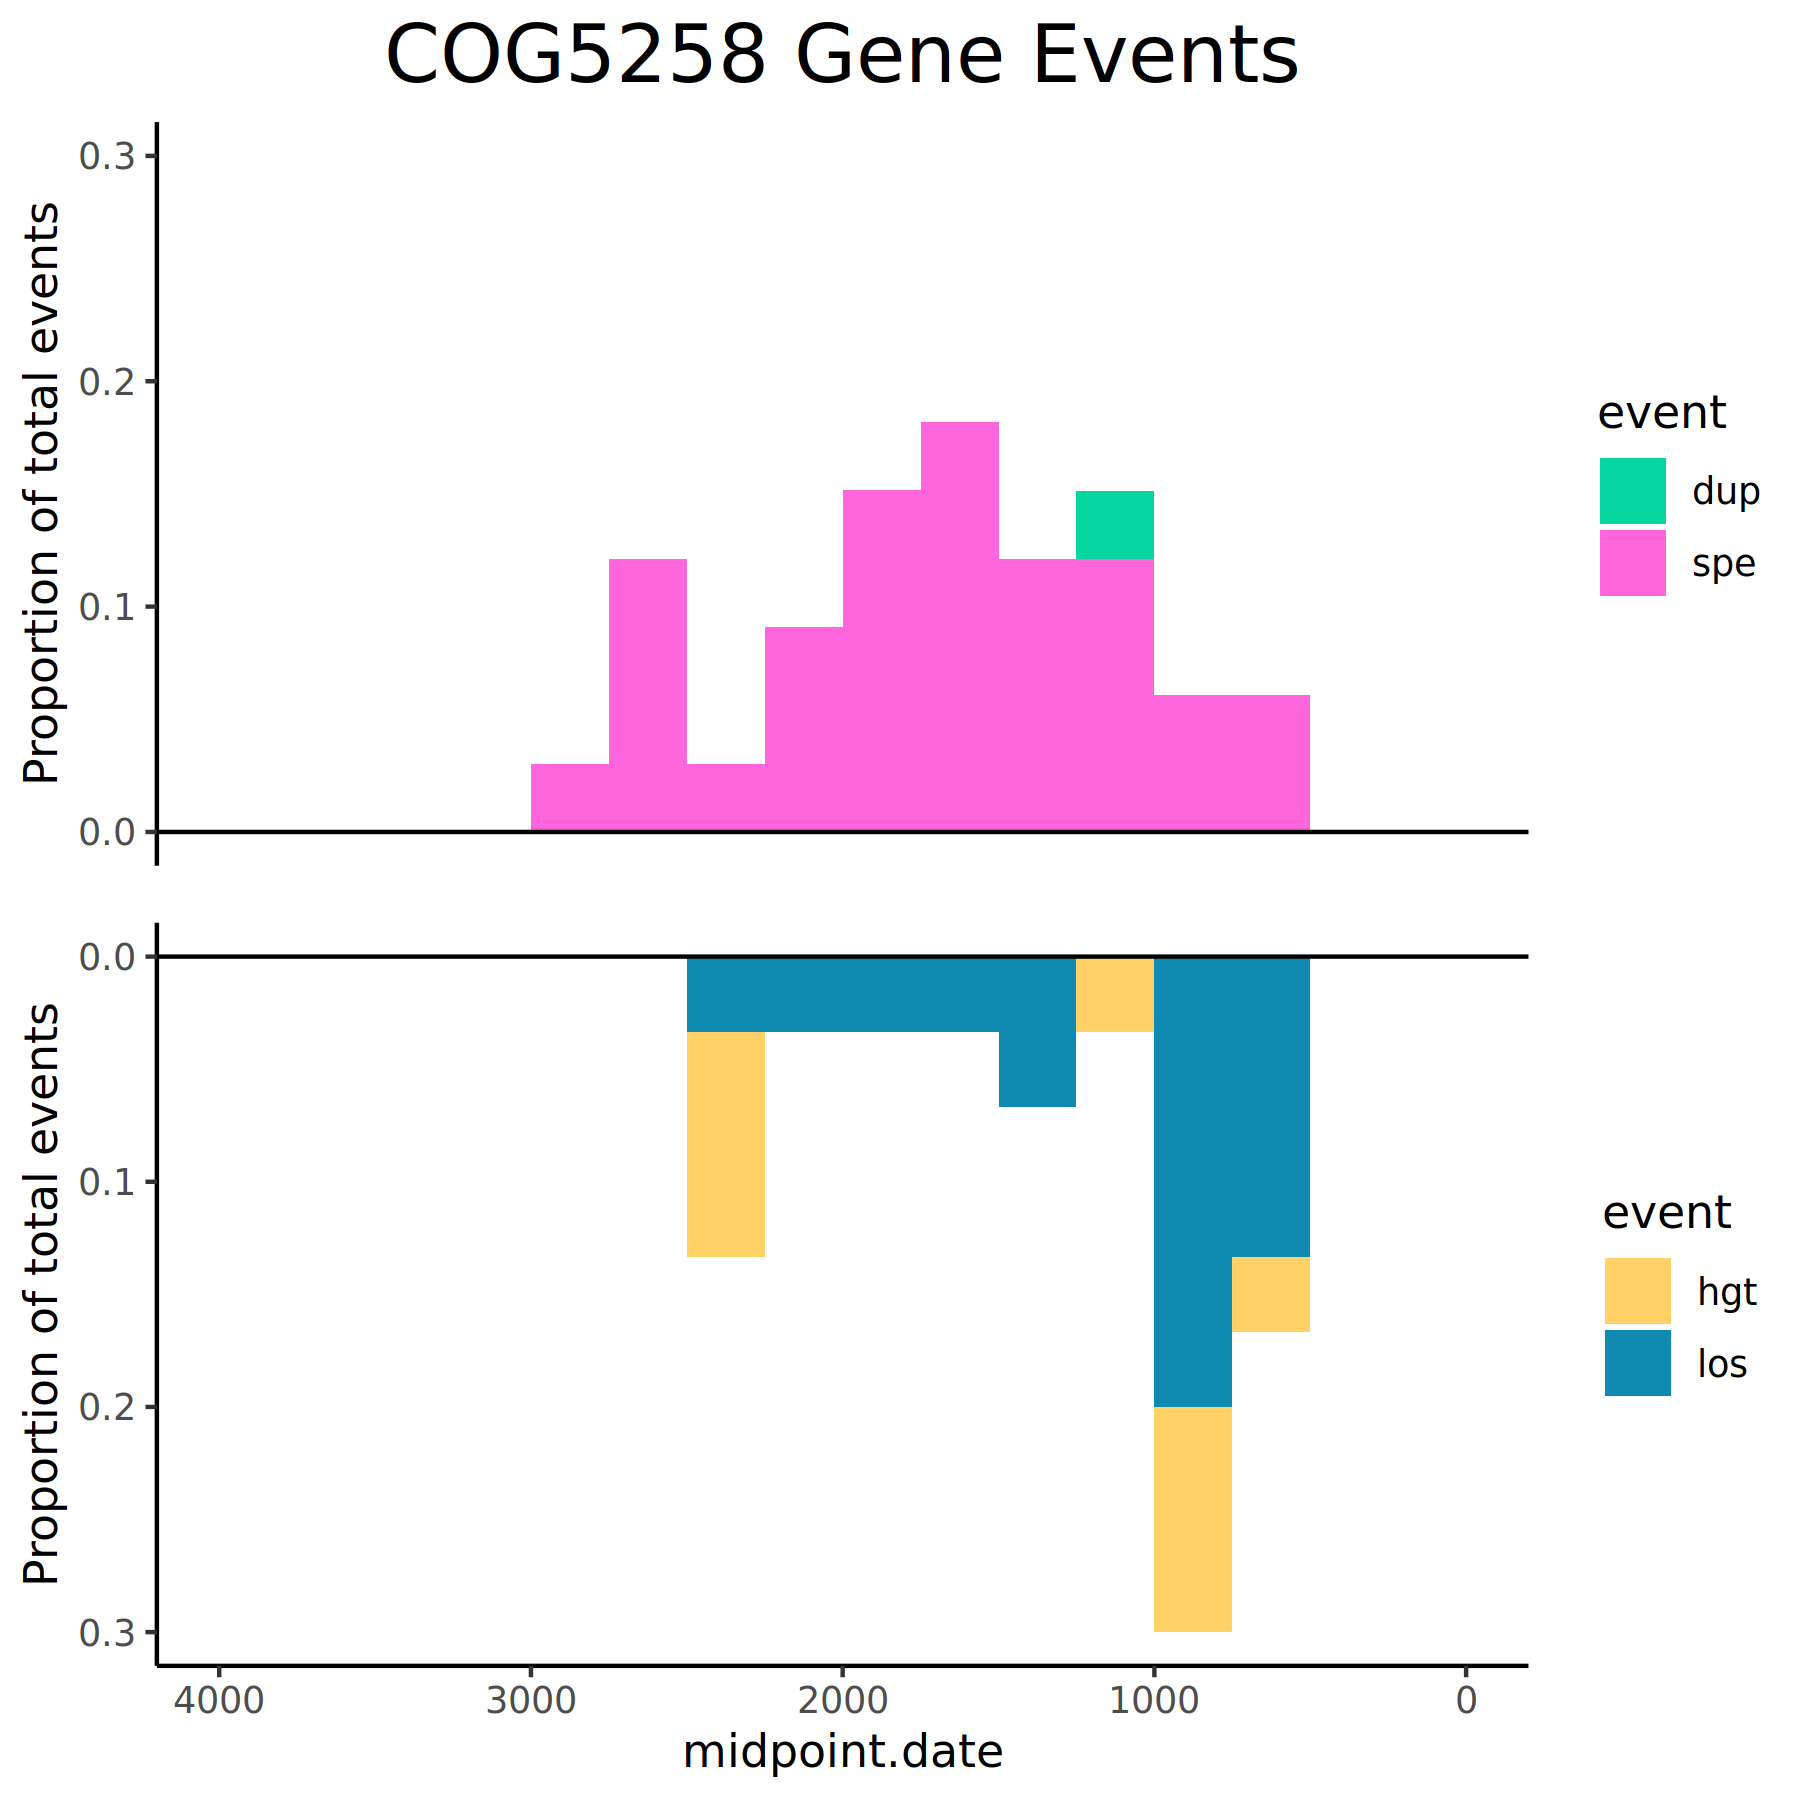 COG5258 Gene Events
Proportion of total events
0.3
0.2
0.1
0.0
event
dup
spe
Proportion of total events
0.0
0.1
0.2
0.3
event
hgt
los
4000 3000 2000 1000 0
midpoint.date